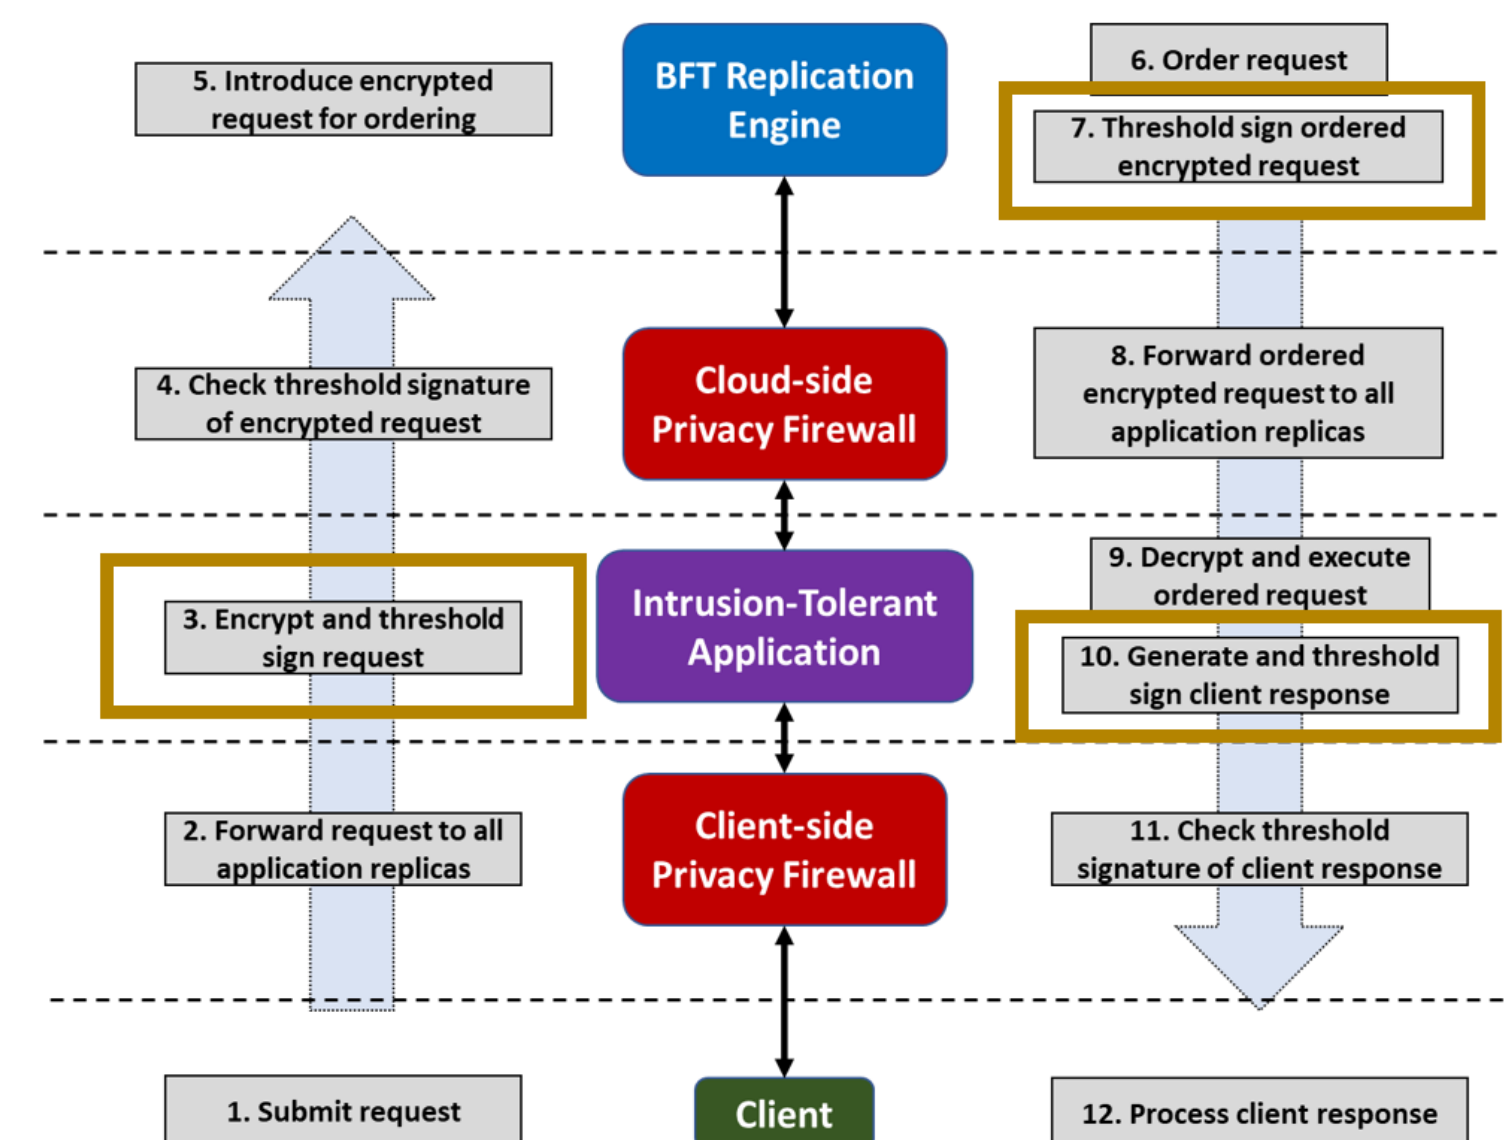 5. Introduce encrypted
request for ordering
BFT Replication
Engine
6. Order request
7. Threshold sign ordered
encrypted request
4. Check threshold signature
of encrypted request
Cloud-side
Privacy Firewall
8. Forward ordered
encrypted request to all
application replicas
3. Encrypt and threshold
sign request
Intrusion-Tolerant
Application
9. Decrypt and execute
ordered request
10. Generate and threshold
sign client response
2. Forward request to all
application replicas
Client-side
Privacy Firewall
11. Check threshold
signature of client response
1. Submit request
Client
12. Process client response